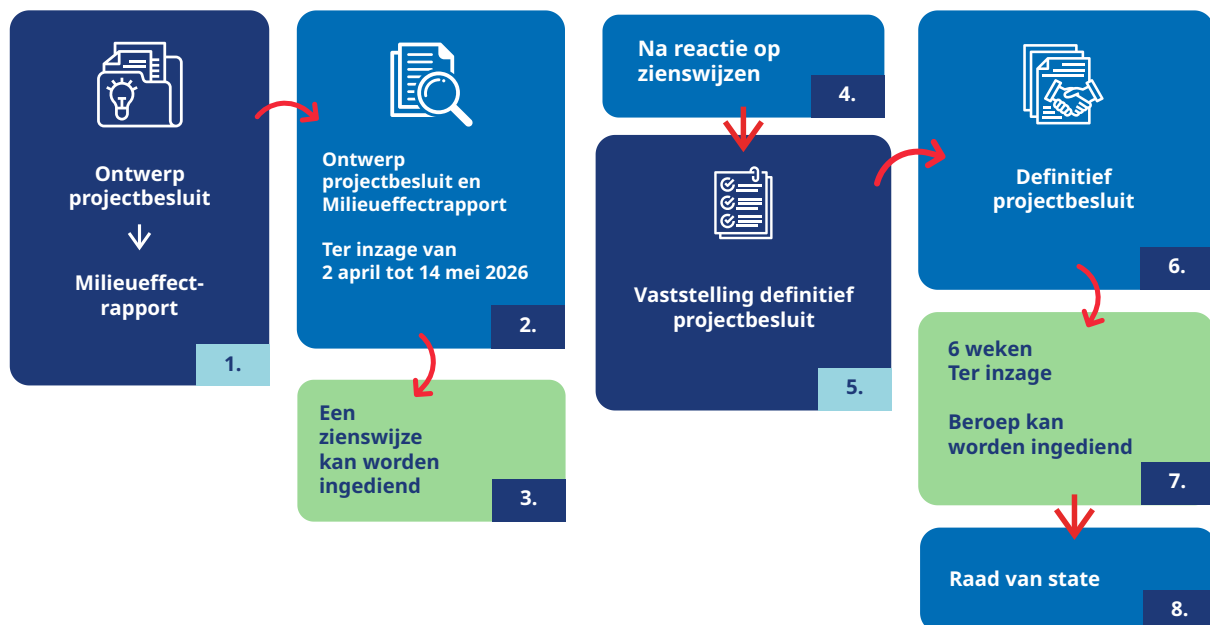 Ontwerp
projectbesluit
Milieueffect-
rapport
1.
Ontwerp
projectbesluit en
Milieueffectrapport
Ter inzage van
2 april tot 14 mei 2026
2.
Een
zienswijze
kan worden
ingediend
3.
Na reactie op
zienswijzen
4.
Vaststelling definitief
projectbesluit
5.
Definitief
projectbesluit
6.
6 weken
Ter inzage
Beroep kan
worden ingediend
7.
Raad van state
8.